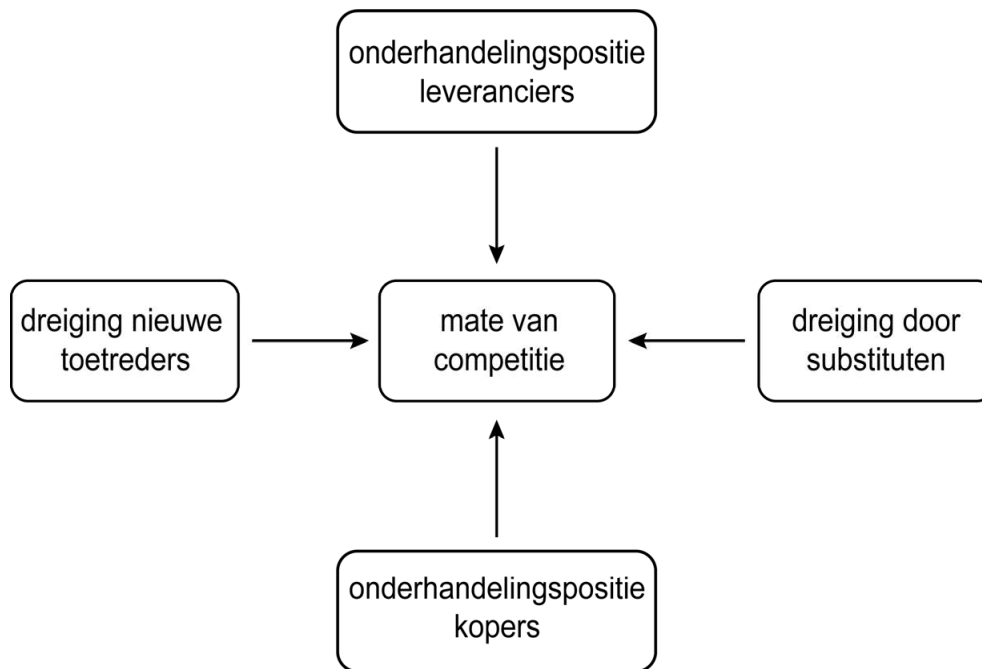 onderhandelingspositie
leveranciers
dreiging nieuwe
toetreders
mate van
competitie
dreiging door
substituten
onderhandelingspositie
kopers